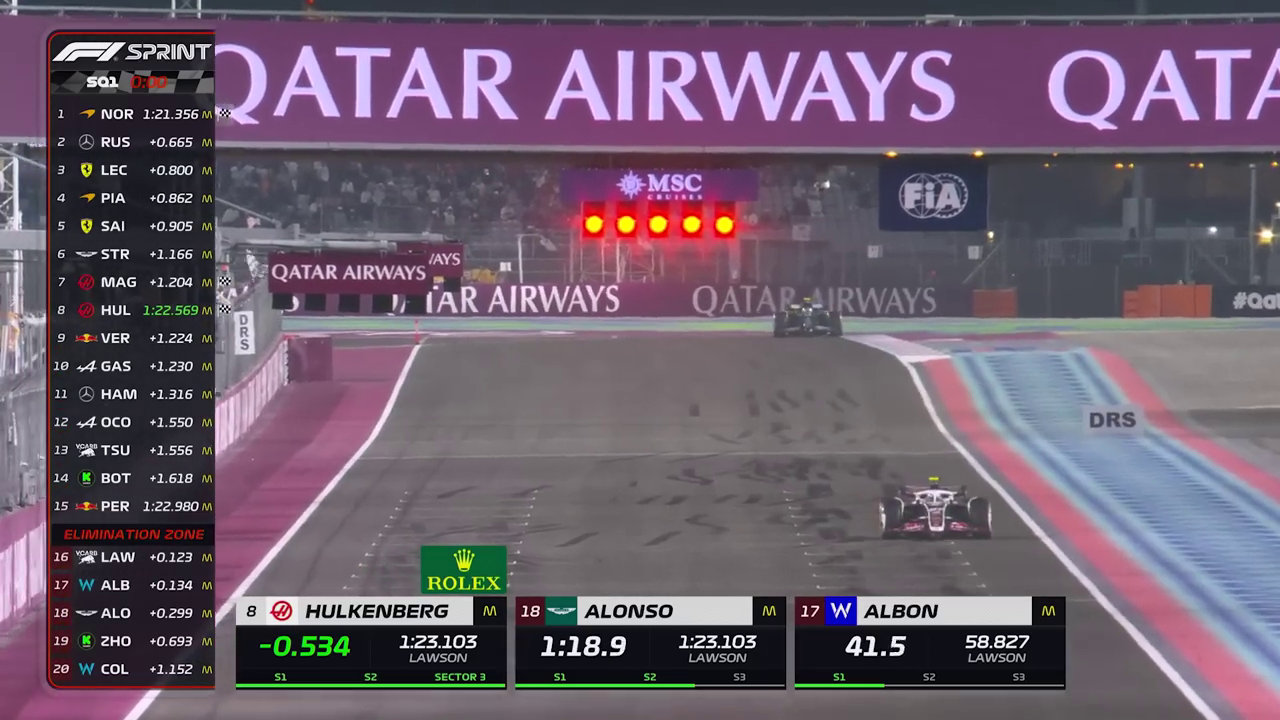 F1 SPRINT
SQ1 0:00
1 NOR 1:21.356 M
2 RUS +0.665 M
3 LEC +0.800 M
4 PIA +0.862 M
5 SAI +0.905 M
6 STR +1.166 M
7 MAG +1.204 M
8 HUL 1:22.569 M
9 VER +1.224 M
10 GAS +1.230 M
11 HAM +1.316 M
12 OCO +1.550 M
13 VCARB TSU +1.556 M
14 K BOT +1.618 M
15 PER 1:22.980 M
ELIMINATION ZONE
16 VCARB LAW +0.123 M
17 W ALB +0.134 M
18 ALO +0.299 M
19 K ZHO +0.693 M
20 W COL +1.152 M
QATAR AIRWAYS QATA
MSC
CRUISES
FIA
QATAR AIRWAYS WAYS
TAR AIRWAYS QATAR AIRWAYS #Qa
DRS
DRS
ROLEX
8 HULKENBERG M
-0.534 1:23.103
LAWSON
S1 S2 SECTOR 3
18 ALONSO M
1:18.9 1:23.103
LAWSON
S1 S2 S3
17 W ALBON M
41.5 58.827
LAWSON
S1 S2 S3